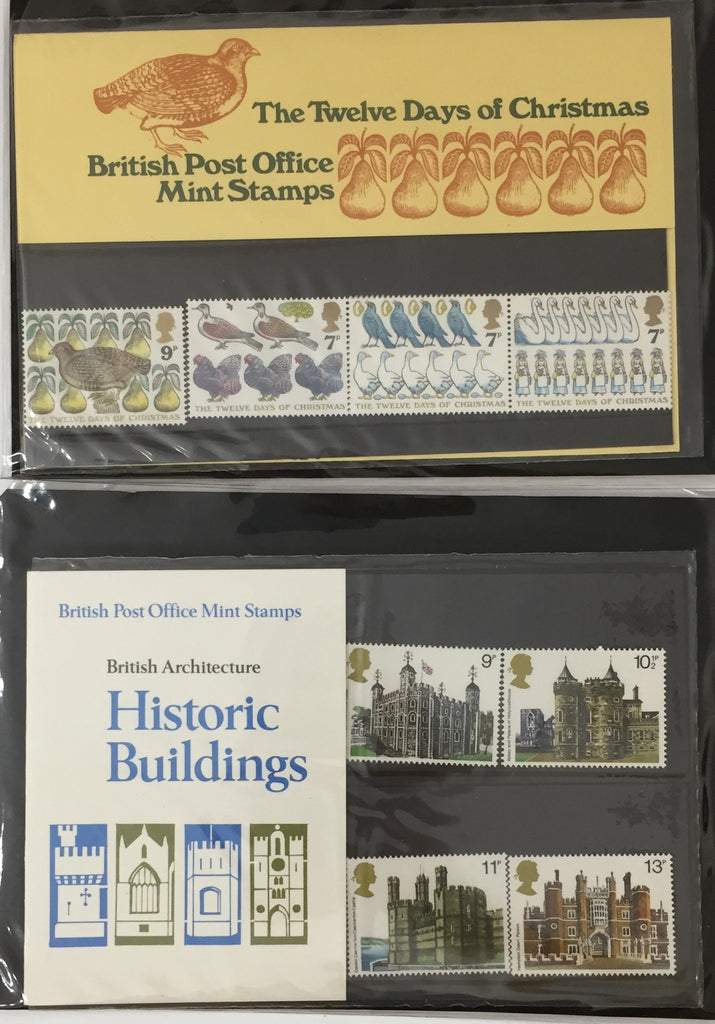 The Twelve Days of Christmas
British Post Office
Mint Stamps
9P
THE TWELVE DAYS OF CHRISTMAS
7P
THE TWELVE DAYS OF CHRISTMAS
7P
THE TWELVE DAYS OF CHRISTMAS
7P
THE TWELVE DAYS OF CHRISTMAS
British Post Office Mint Stamps
British Architecture
Historic
Buildings
9P
10½P
11P
13P